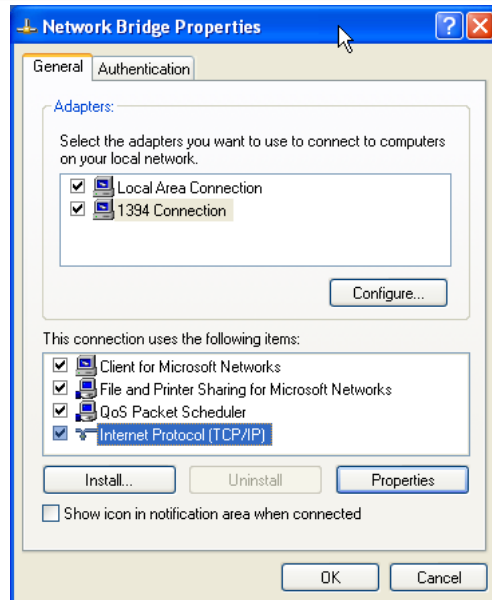 Network Bridge Properties
General Authentication
Adapters:
Select the adapters you want to use to connect to computers
on your local network.
Local Area Connection
1394 Connection
Configure...
This connection uses the following items:
Client for Microsoft Networks
File and Printer Sharing for Microsoft Networks
QoS Packet Scheduler
Internet Protocol (TCP/IP)
Install... Uninstall Properties
Show icon in notification area when connected
OK Cancel